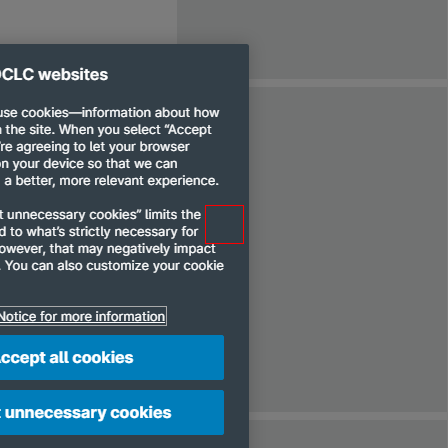 CLC websites
use cookies—information about how
the site. When you select “Accept
re agreeing to let your browser
on your device so that we can
a better, more relevant experience.
unnecessary cookies” limits the
to what’s strictly necessary for
owever, that may negatively impact
You can also customize your cookie
Notice for more information
ccept all cookies
unnecessary cookies